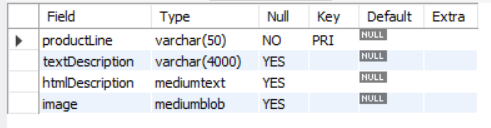 Field Type Null Key Default Extra
productLine varchar(50) NO PRI NULL
textDescription varchar(4000) YES NULL
htmlDescription mediumtext YES NULL
image mediumblob YES NULL